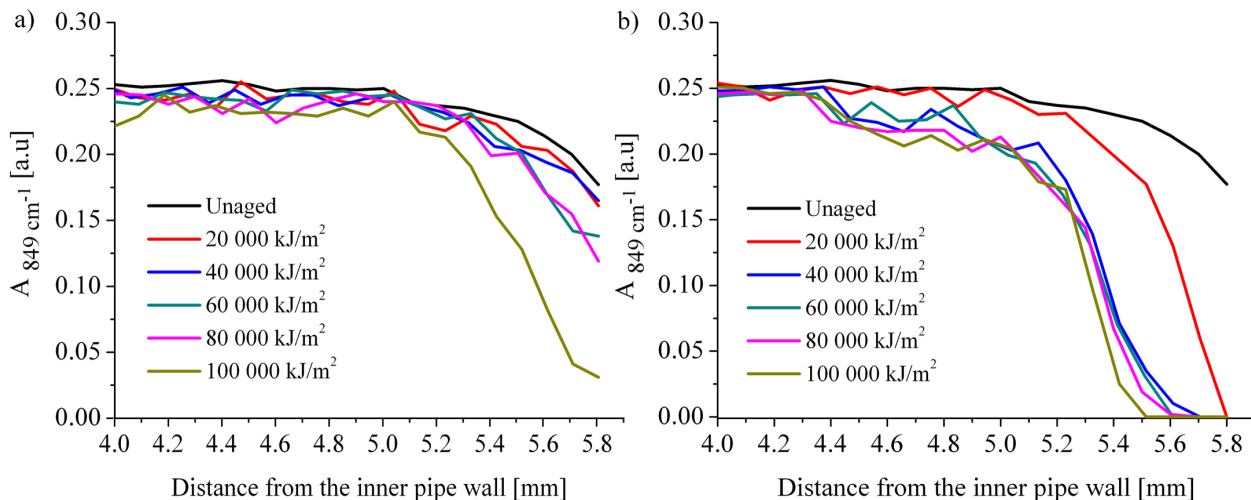 a)
0.30
0.25
0.20
0.15
0.10
0.05
0.00
A 849 cm-1 [a.u]
Unaged
20 000 kJ/m2
40 000 kJ/m2
60 000 kJ/m2
80 000 kJ/m2
100 000 kJ/m2
4.0 4.2 4.4 4.6 4.8 5.0 5.2 5.4 5.6 5.8
Distance from the inner pipe wall [mm]
b)
0.30
0.25
0.20
0.15
0.10
0.05
0.00
A 849 cm-1 [a.u]
Unaged
20 000 kJ/m2
40 000 kJ/m2
60 000 kJ/m2
80 000 kJ/m2
100 000 kJ/m2
4.0 4.2 4.4 4.6 4.8 5.0 5.2 5.4 5.6 5.8
Distance from the inner pipe wall [mm]